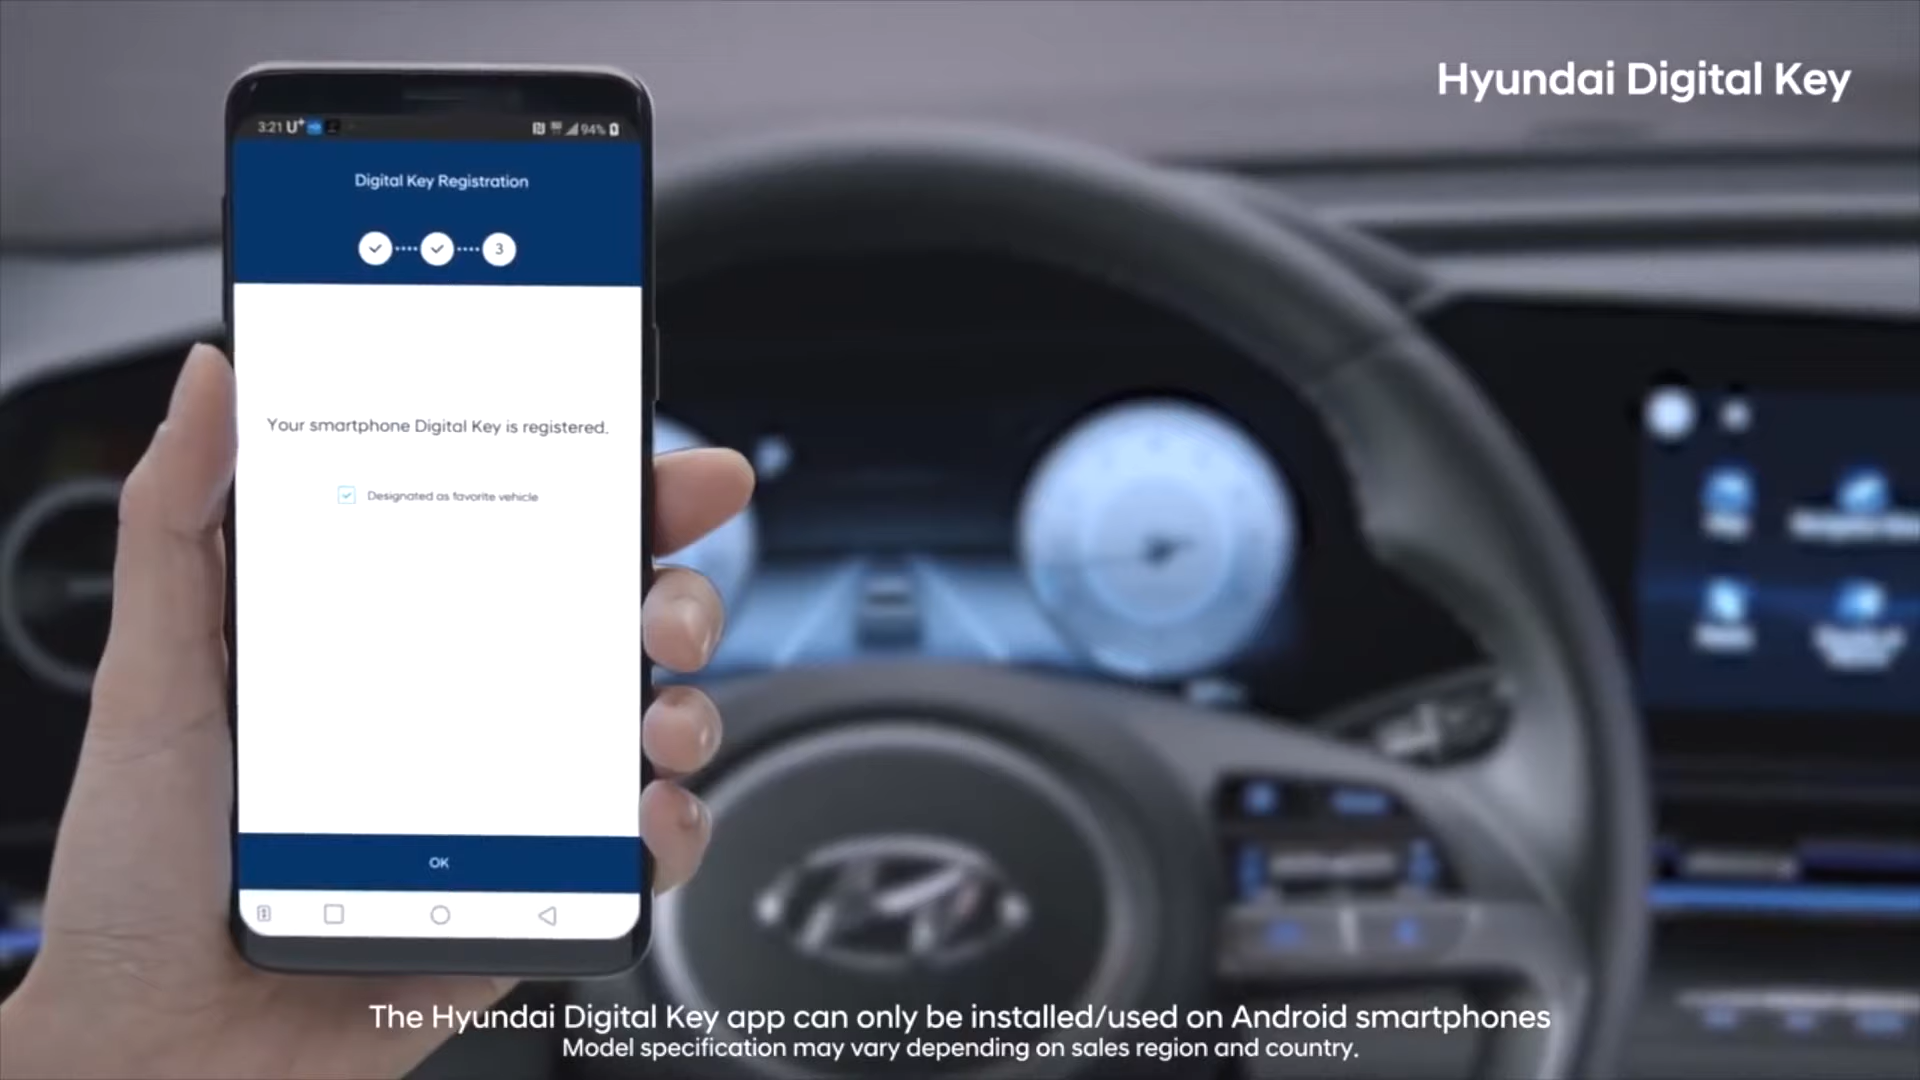 Hyundai Digital Key
3:21 U+
94%
Digital Key Registration
3
Your smartphone Digital Key is registered.
Designated as favorite vehicle
OK
The Hyundai Digital Key app can only be installed/used on Android smartphones
Model specification may vary depending on sales region and country.